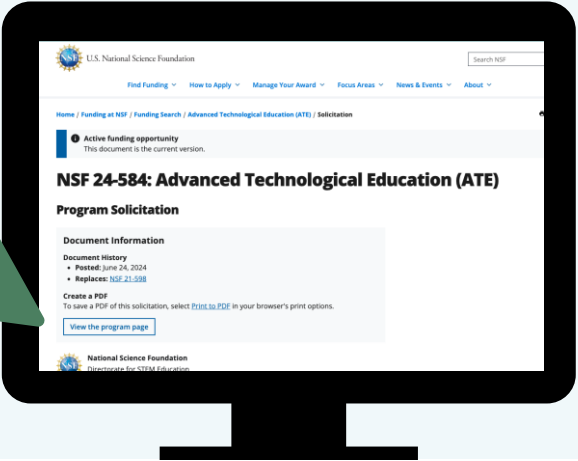 NSF
U.S. National Science Foundation
Search NSF
Find Funding How to Apply Manage Your Award Focus Areas News & Events About
Home / Funding at NSF / Funding Search / Advanced Technological Education (ATE) / Solicitation
Active funding opportunity
This document is the current version.
NSF 24-584: Advanced Technological Education (ATE)
Program Solicitation
Document Information
Document History
• Posted: June 24, 2024
• Replaces: NSF 21-598
Create a PDF
To save a PDF of this solicitation, select Print to PDF in your browser's print options.
View the program page
NSF
National Science Foundation
Directorate for STEM Education